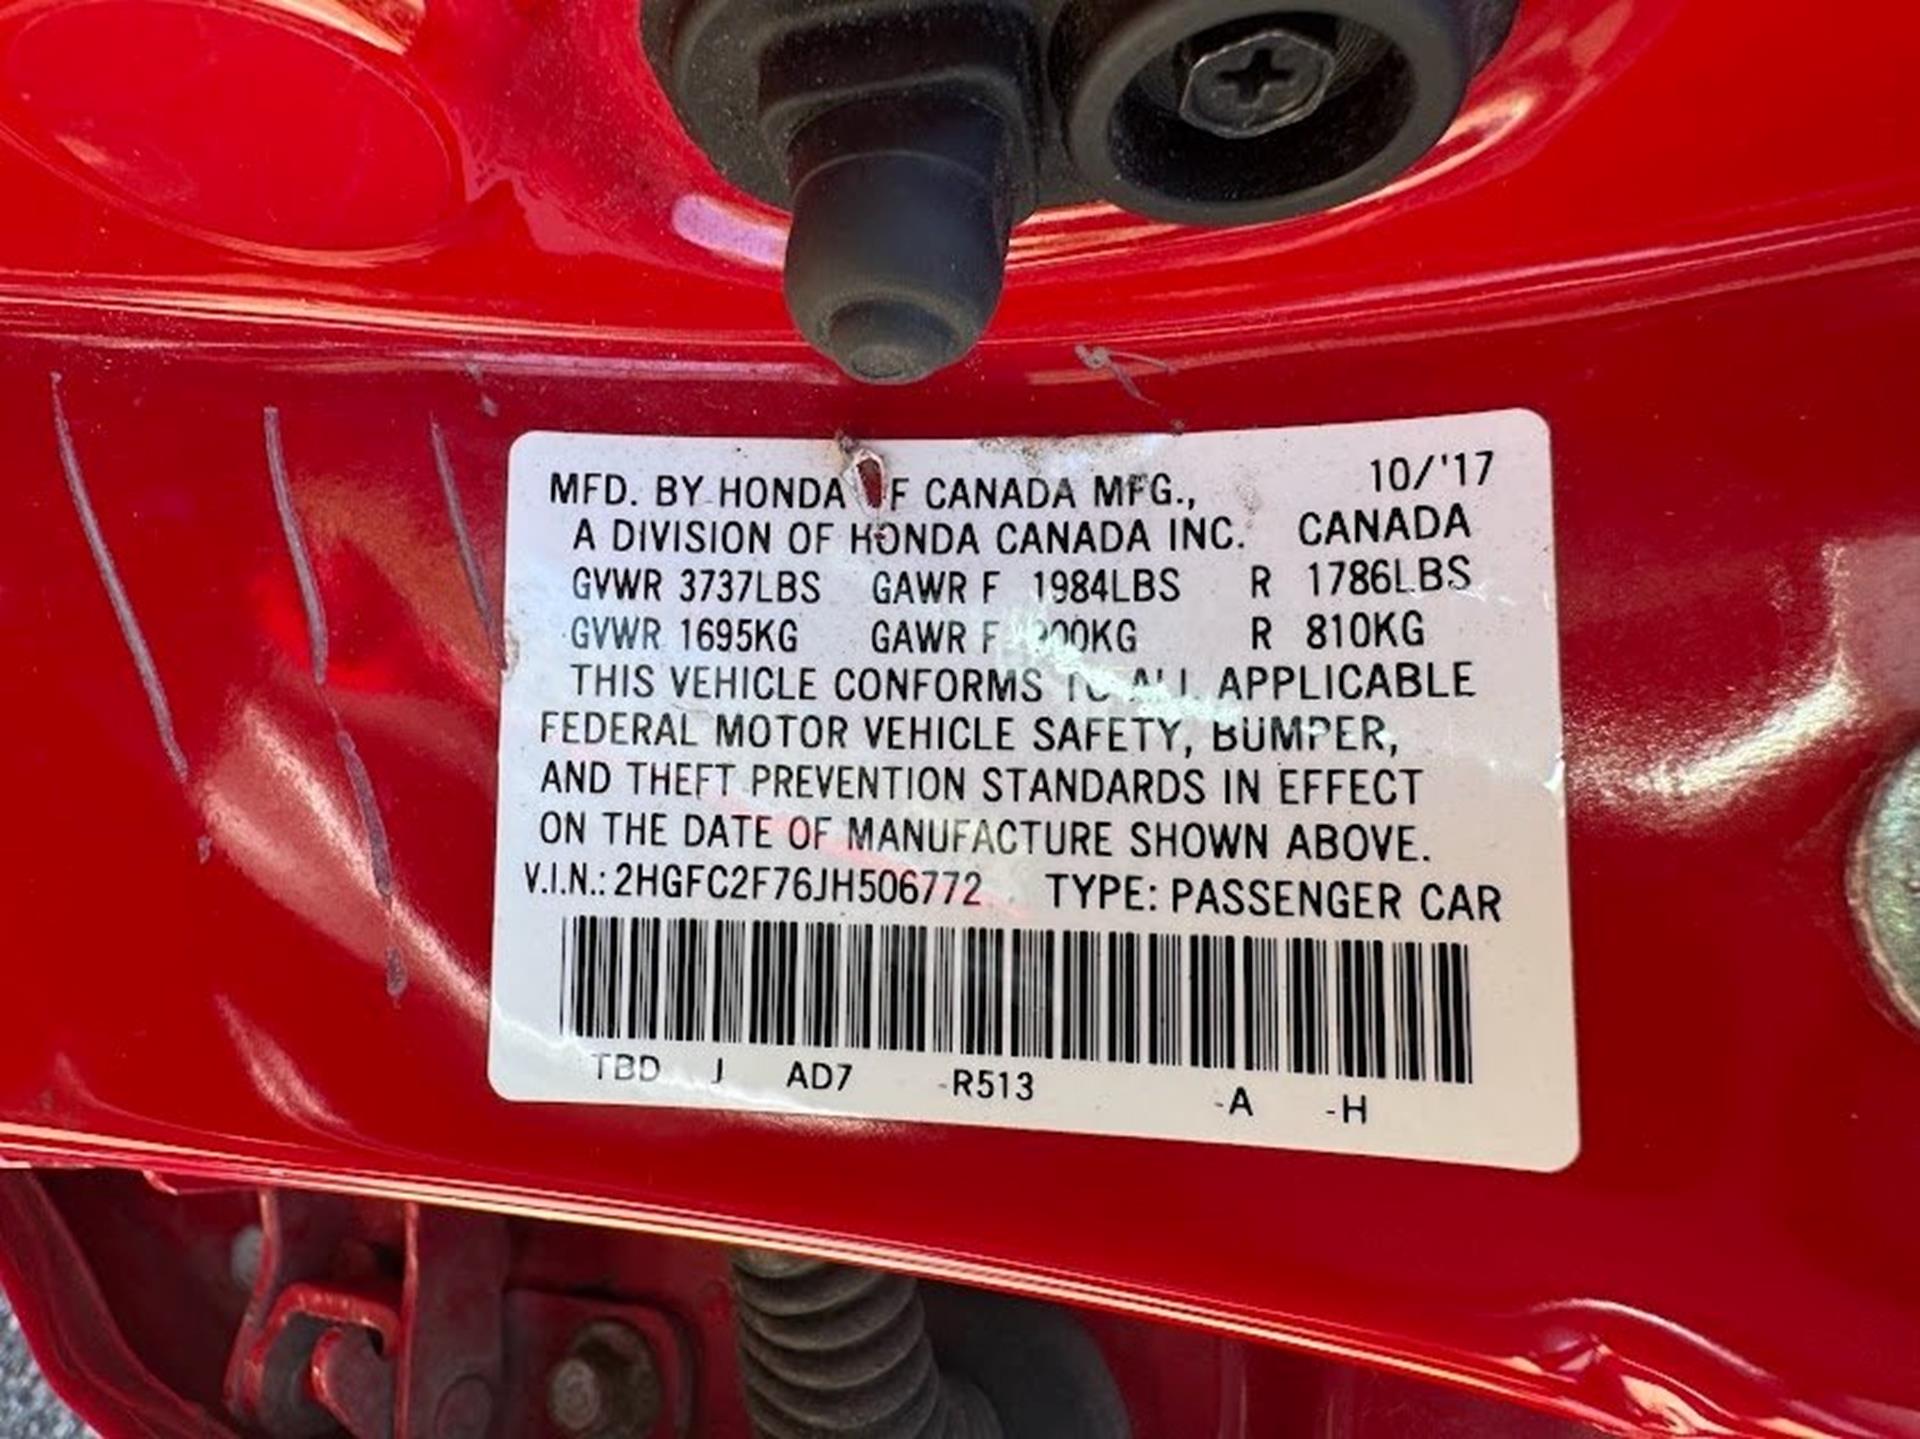 10/'17
MFD. BY HONDA F CANADA MFG.,
A DIVISION OF HONDA CANADA INC. CANADA
GVWR 3737LBS GAWR F 1984LBS R 1786LBS
GVWR 1695KG GAWR F R 810KG
THIS VEHICLE CONFORMS TO ALL APPLICABLE
FEDERAL MOTOR VEHICLE SAFETY, BUMPER,
AND THEFT PREVENTION STANDARDS IN EFFECT
ON THE DATE OF MANUFACTURE SHOWN ABOVE.
V.I.N.: 2HGFC2F76JH506772 TYPE: PASSENGER CAR
TBD J AD7 -R513 -A -H